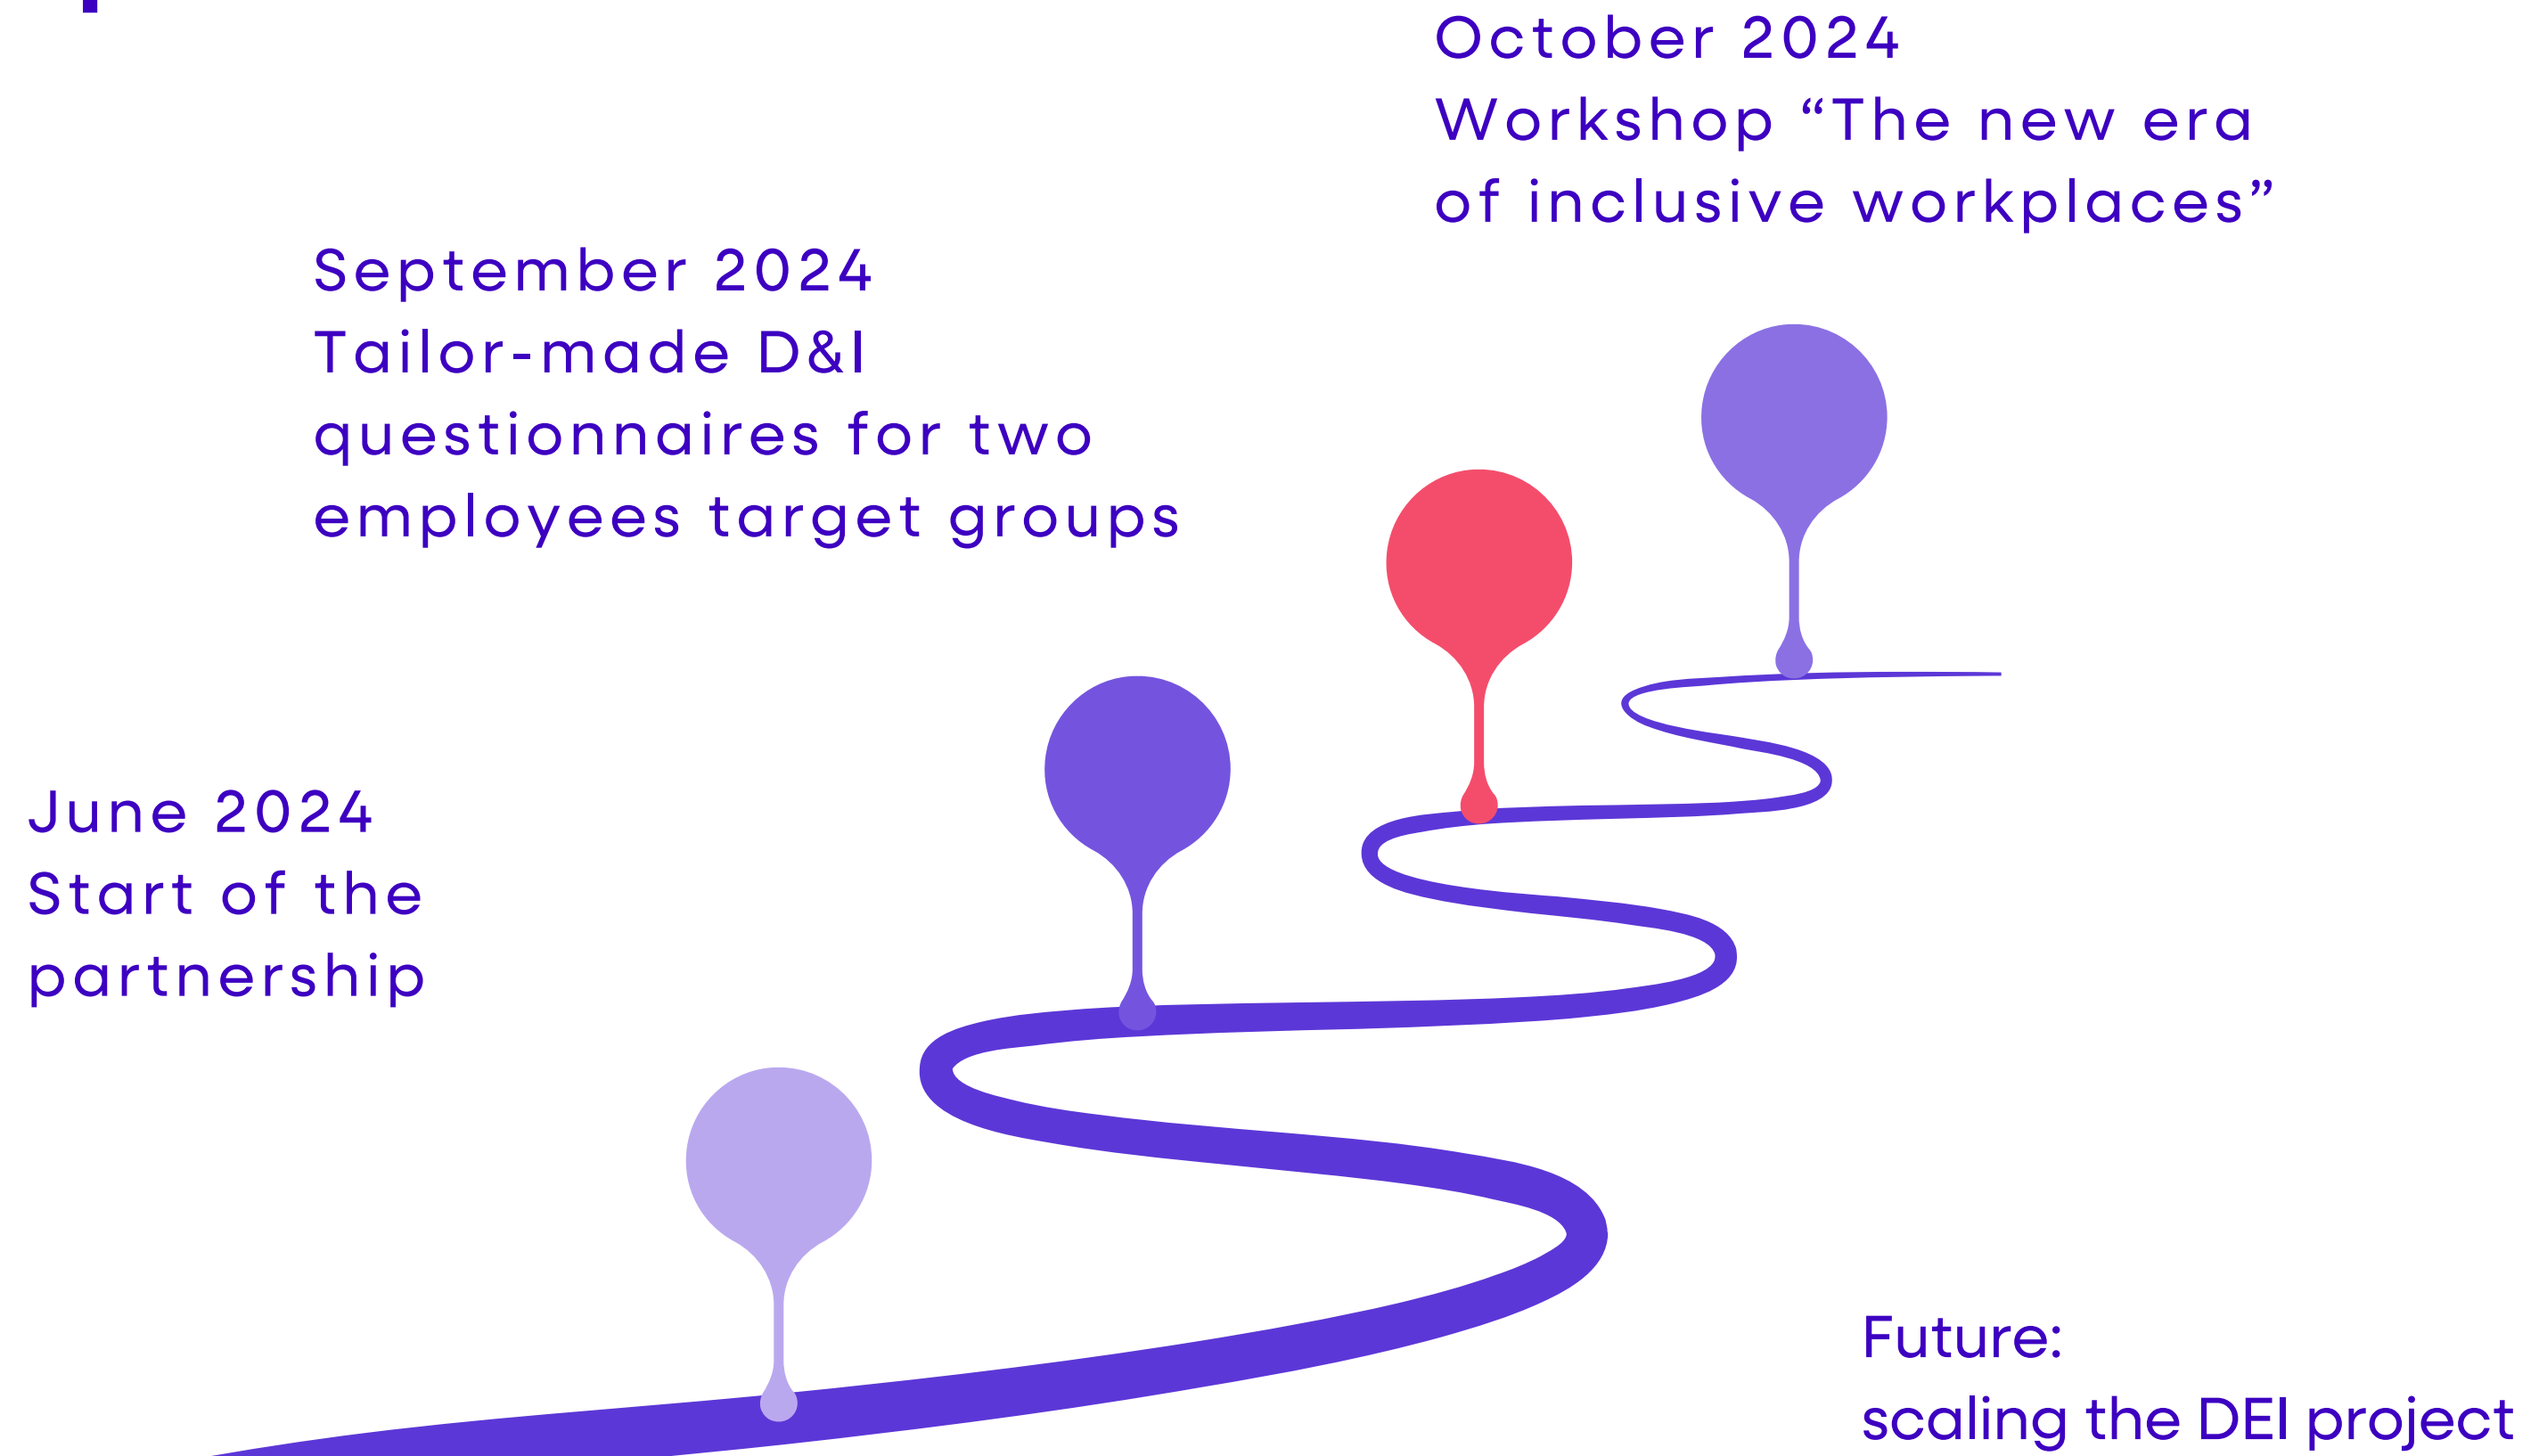 October 2024
Workshop “The new era
of inclusive workplaces”
September 2024
Tailor-made D&I
questionnaires for two
employees target groups
June 2024
Start of the
partnership
Future:
scaling the DEI project